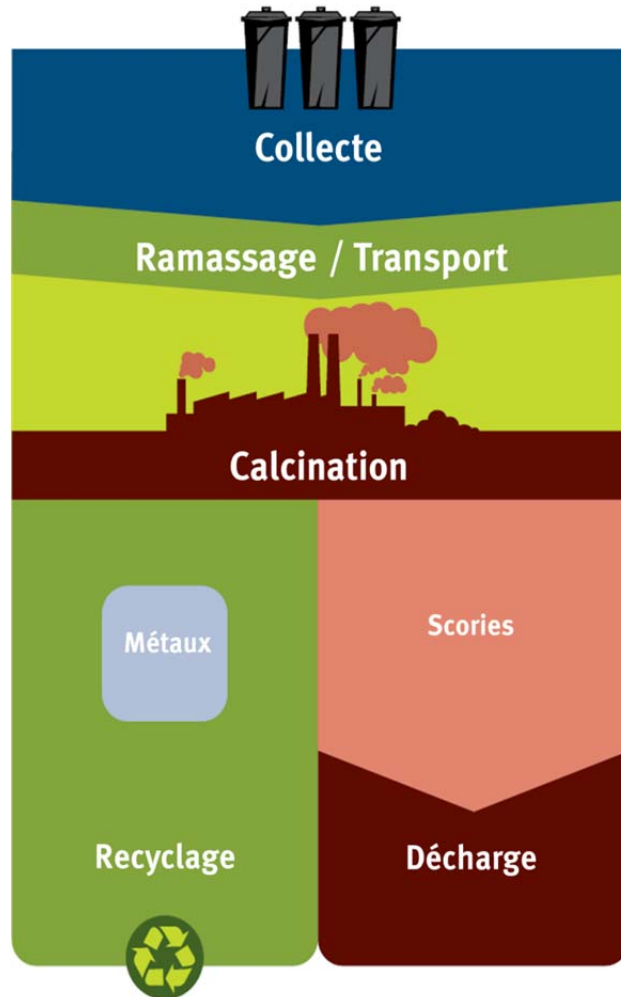 Collecte
Ramassage / Transport
Calcination
Métaux
Scories
Recyclage
Décharge